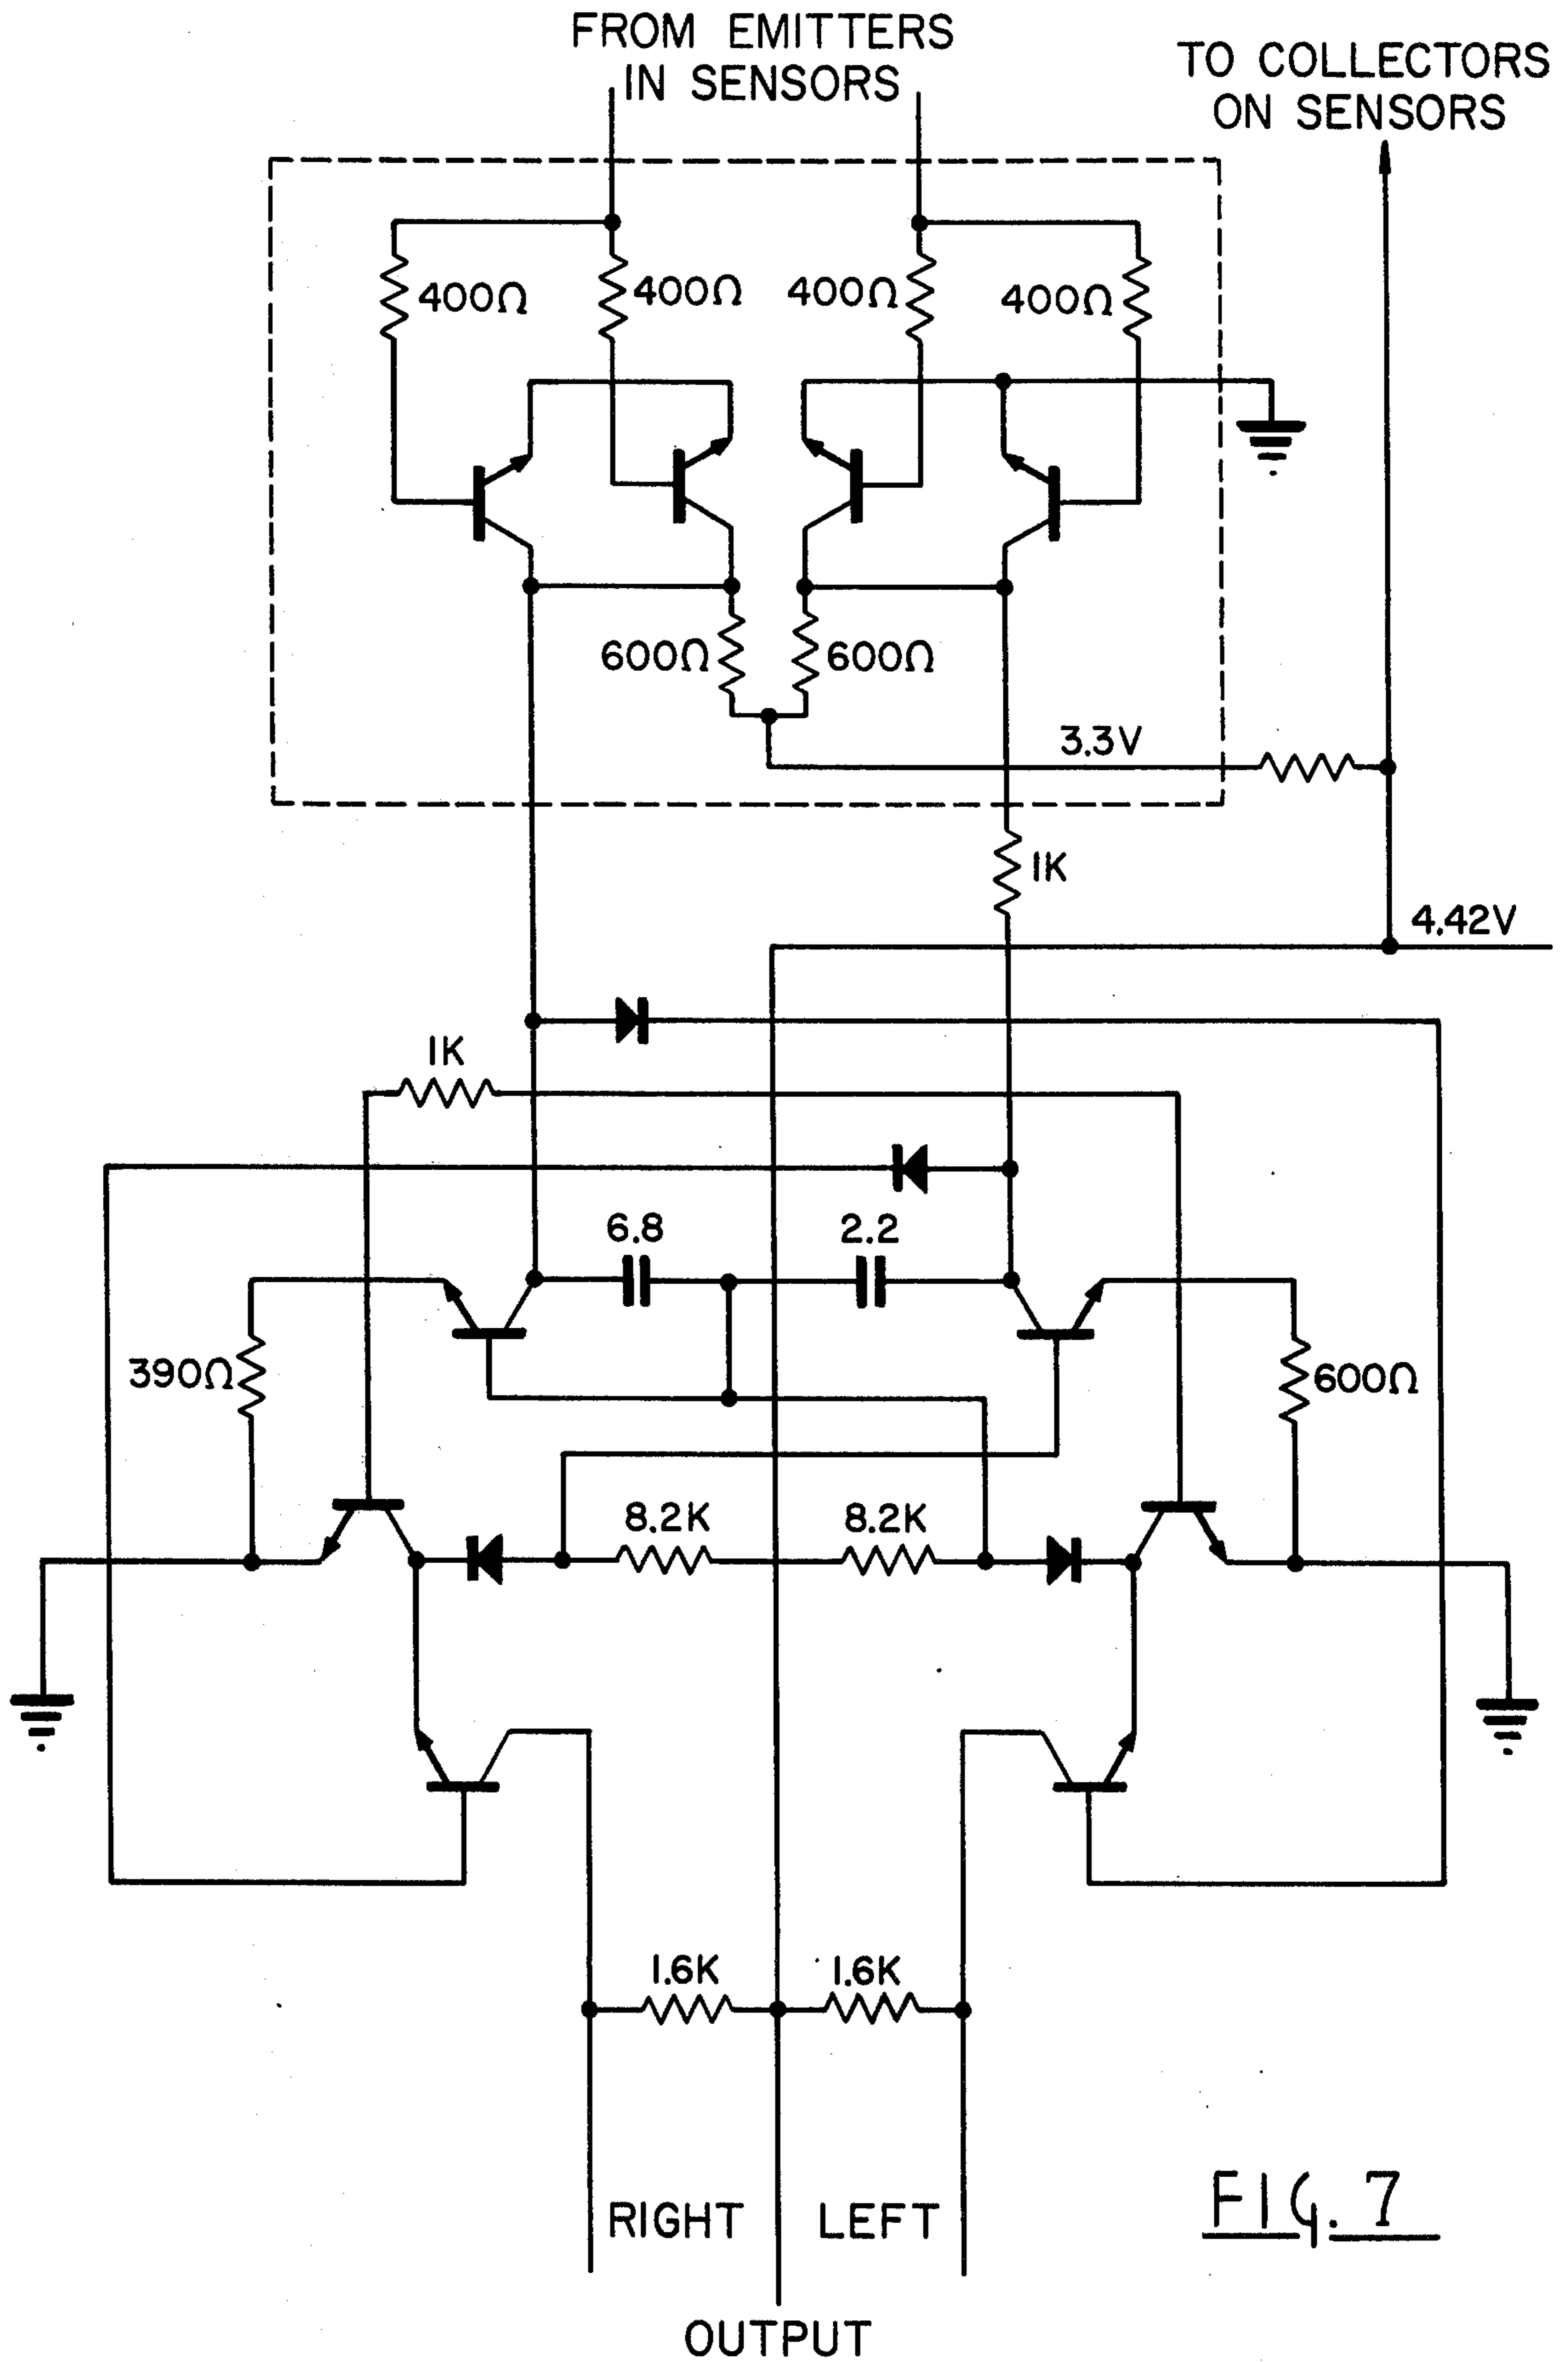 FROM EMITTERS
IN SENSORS
TO COLLECTORS
ON SENSORS
400Ω 400Ω 400Ω 400Ω
600Ω 600Ω
3.3V
1K
4.42V
1K
6.8 2.2
390Ω 600Ω
8.2K 8.2K
1.6K 1.6K
RIGHT LEFT
FIG. 7
OUTPUT